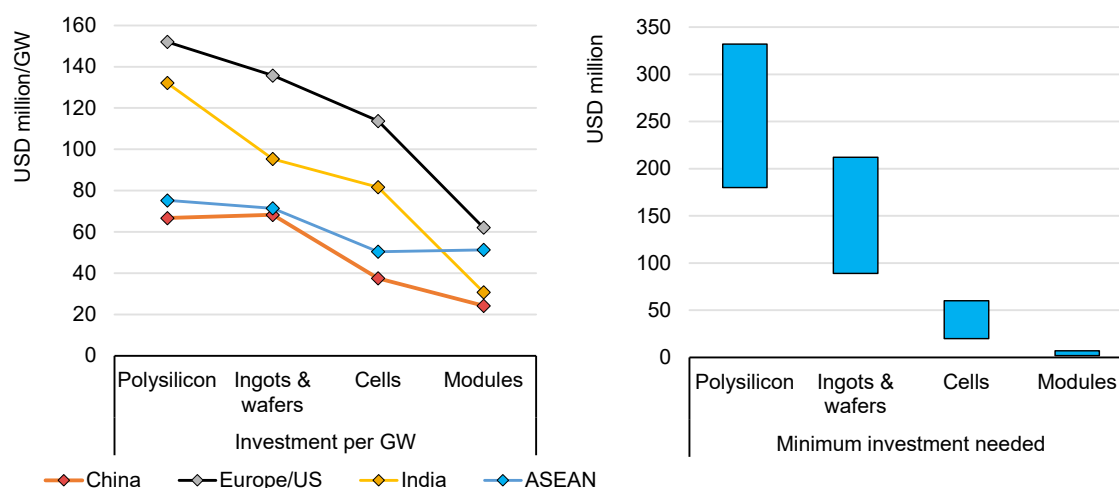 USD million/GW
160
140
120
100
80
60
40
20
0
Polysilicon
Ingots &
wafers
Cells
Modules
Investment per GW
China
Europe/US
India
ASEAN
USD million
350
300
250
200
150
100
50
0
Polysilicon
Ingots &
wafers
Cells
Modules
Minimum investment needed